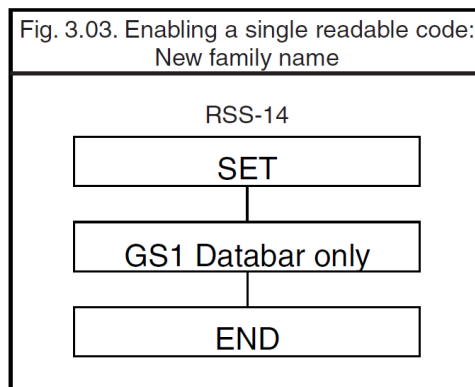 Fig. 3.03. Enabling a single readable code:
New family name
RSS-14
SET
GS1 Databar only
END